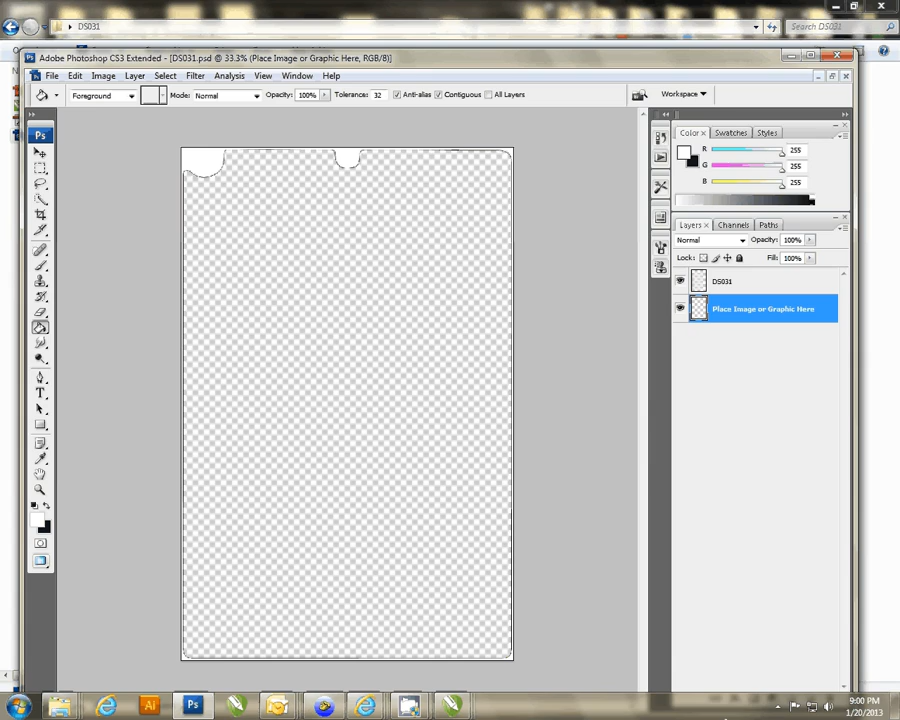 DS031
Search DS031
Adobe Photoshop CS3 Extended - [DS031.psd @ 33.3% (Place Image or Graphic Here, RGB/8)]
File Edit Image Layer Select Filter Analysis View Window Help
Foreground Mode: Normal Opacity: 100% Tolerance: 32 Anti-alias Contiguous All Layers Workspace
Ps
Color × Swatches Styles
R 255
G 255
B 255
Layers × Channels Paths
Normal Opacity: 100%
Lock: Fill: 100%
DS031
Place Image or Graphic Here
T
Ai Ps
9:00 PM
1/20/2013